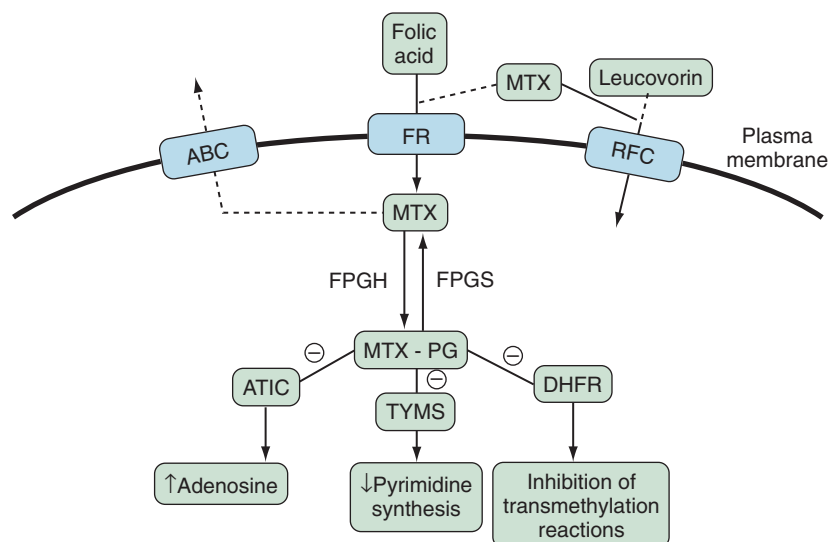 Folic
acid
MTX
Leucovorin
ABC
FR
RFC
Plasma
membrane
MTX
FPGH
FPGS
MTX - PG
⊖
⊖
⊖
ATIC
TYMS
DHFR
↑Adenosine
↓Pyrimidine
synthesis
Inhibition of
transmethylation
reactions